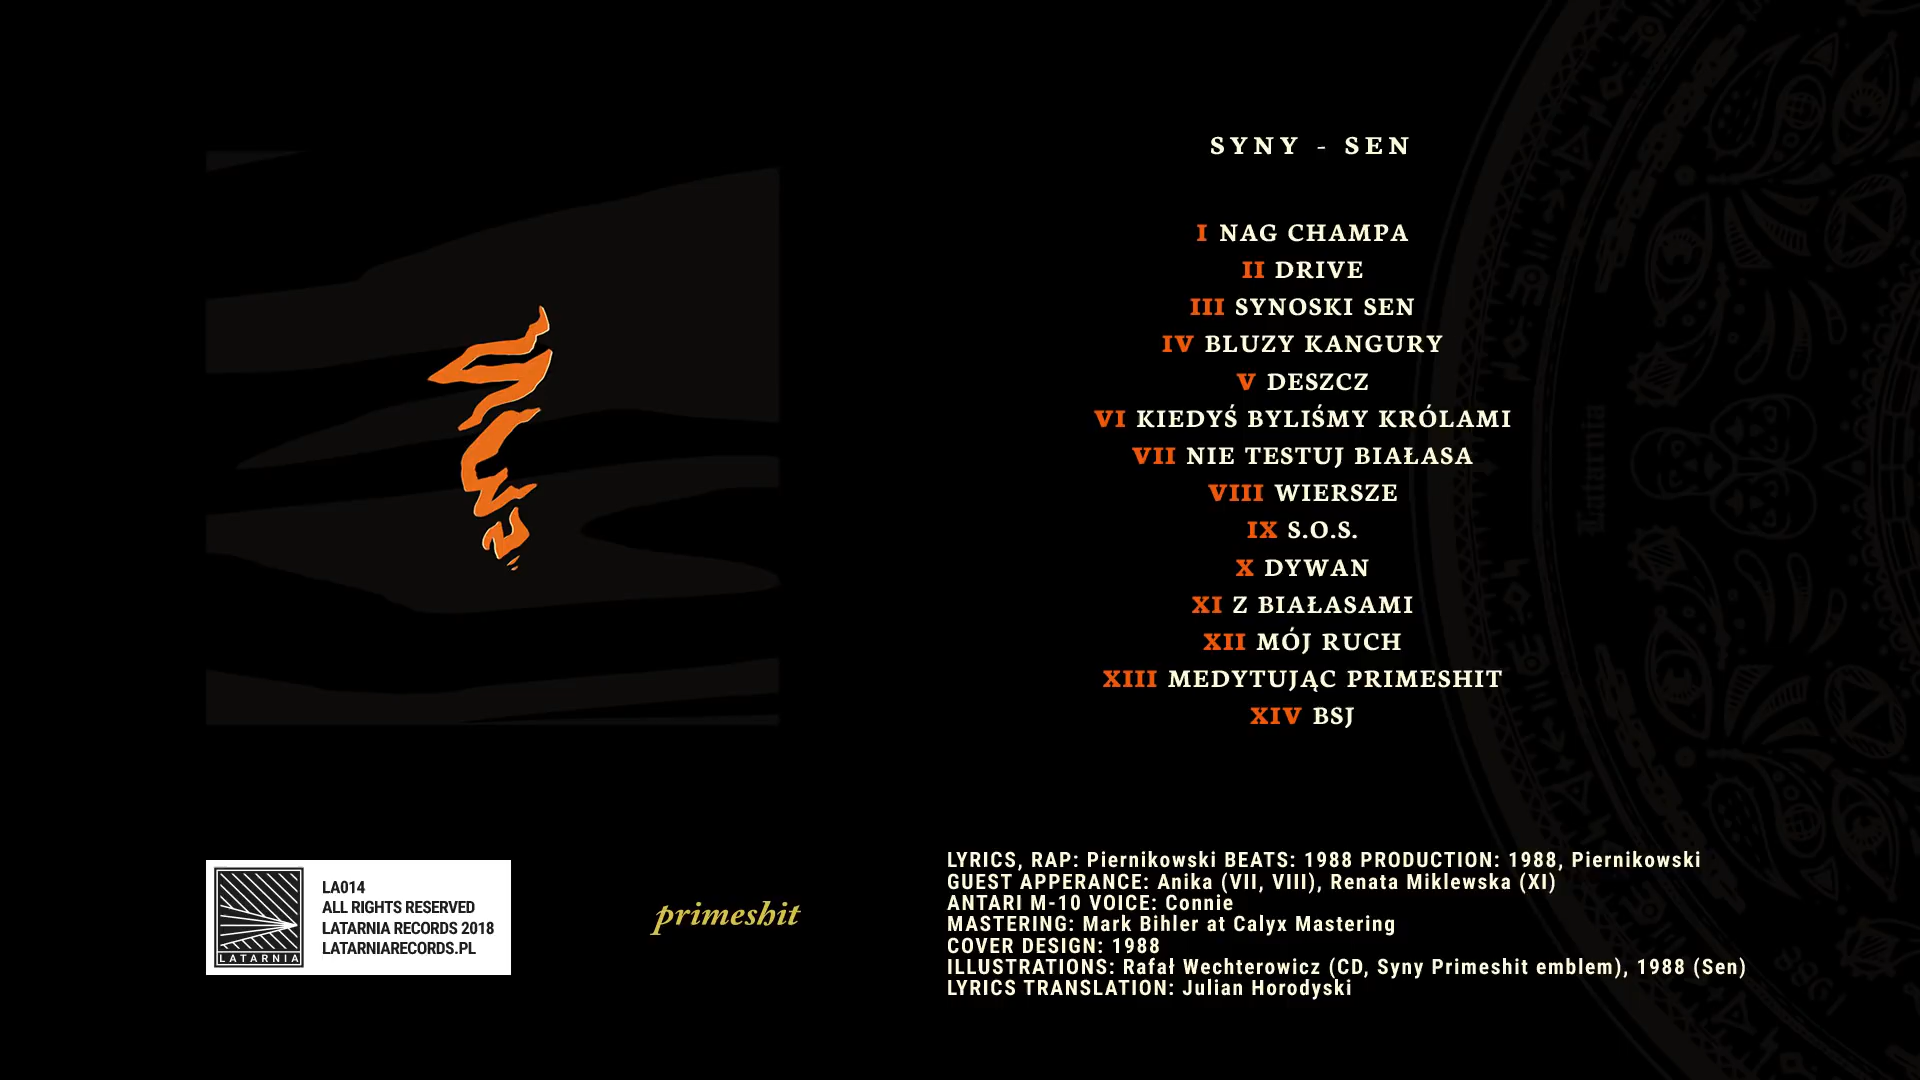 SYNY - SEN
I NAG CHAMPA
II DRIVE
III SYNOSKI SEN
IV BLUZY KANGURY
V DESZCZ
VI KIEDYŚ BYLIŚMY KRÓLAMI
VII NIE TESTUJ BIAŁASA
VIII WIERSZE
IX S.O.S.
X DYWAN
XI Z BIAŁASAMI
XII MÓJ RUCH
XIII MEDYTUJĄC PRIMESHIT
XIV BSJ
Latarnia
LATARNIA
LA014
ALL RIGHTS RESERVED
LATARNIA RECORDS 2018
LATARNIARECORDS.PL
primeshit
LYRICS, RAP: Piernikowski BEATS: 1988 PRODUCTION: 1988, Piernikowski
GUEST APPERANCE: Anika (VII, VIII), Renata Miklewska (XI)
ANTARI M-10 VOICE: Connie
MASTERING: Mark Bihler at Calyx Mastering
COVER DESIGN: 1988
ILLUSTRATIONS: Rafał Wechterowicz (CD, Syny Primeshit emblem), 1988 (Sen)
LYRICS TRANSLATION: Julian Horodyski
1988